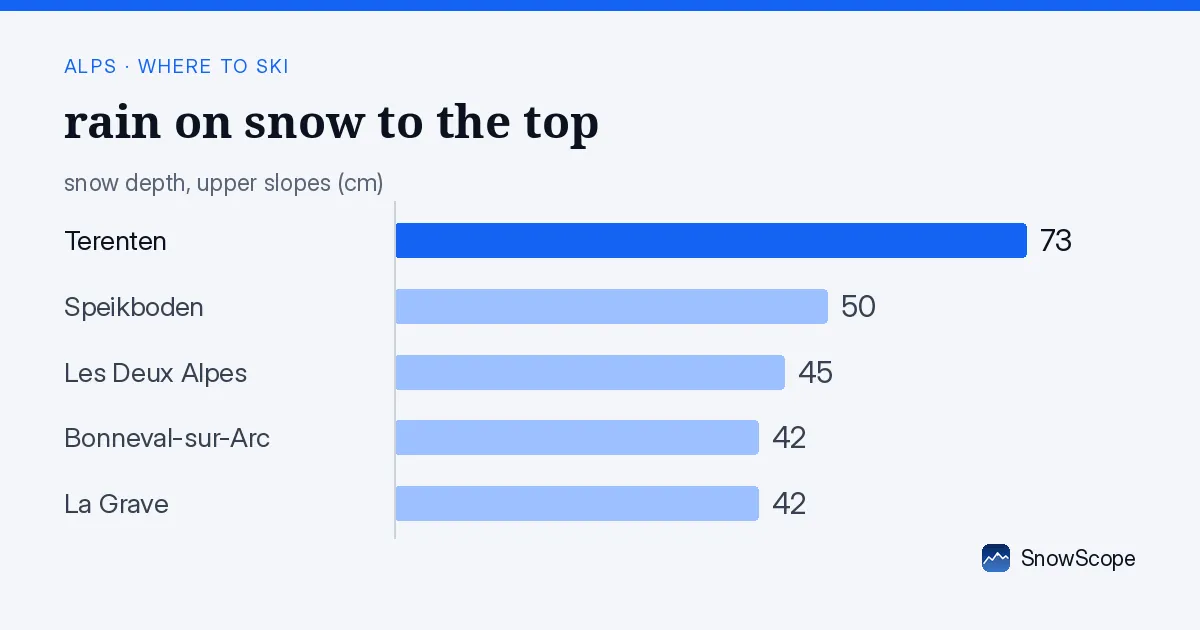 ALPS · WHERE TO SKI
rain on snow to the top
snow depth, upper slopes (cm)
Terenten 73
Speikboden 50
Les Deux Alpes 45
Bonneval-sur-Arc 42
La Grave 42
SnowScope